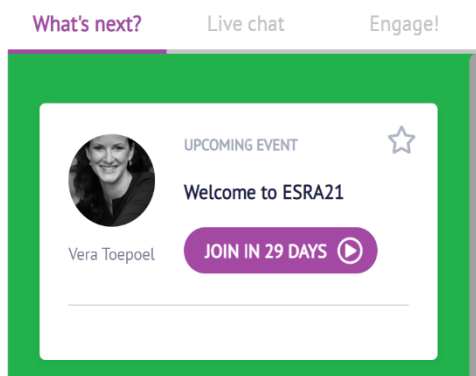 What's next? Live chat Engage!
UPCOMING EVENT
Welcome to ESRA21
Vera Toepoel
JOIN IN 29 DAYS